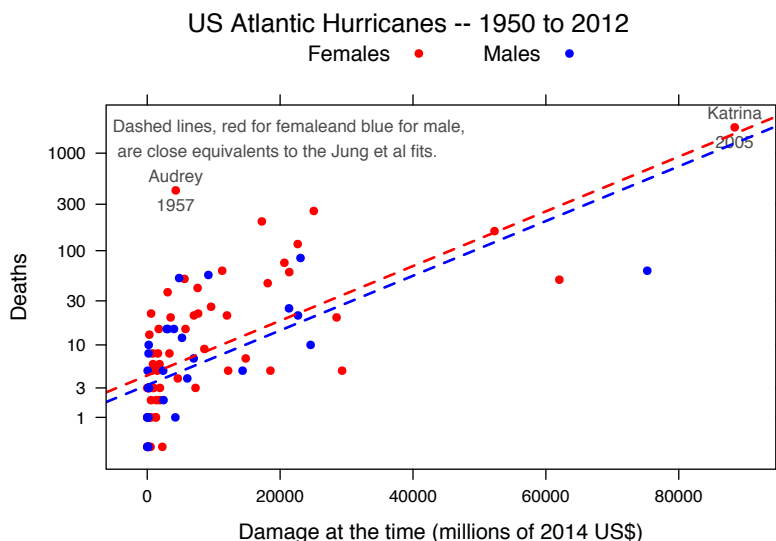 US Atlantic Hurricanes -- 1950 to 2012
Females Males
Dashed lines, red for femaleand blue for male,
are close equivalents to the Jung et al fits.
Katrina
2005
Audrey
1957
Deaths
1000
300
100
30
10
3
1
0 20000 40000 60000 80000
Damage at the time (millions of 2014 US$)